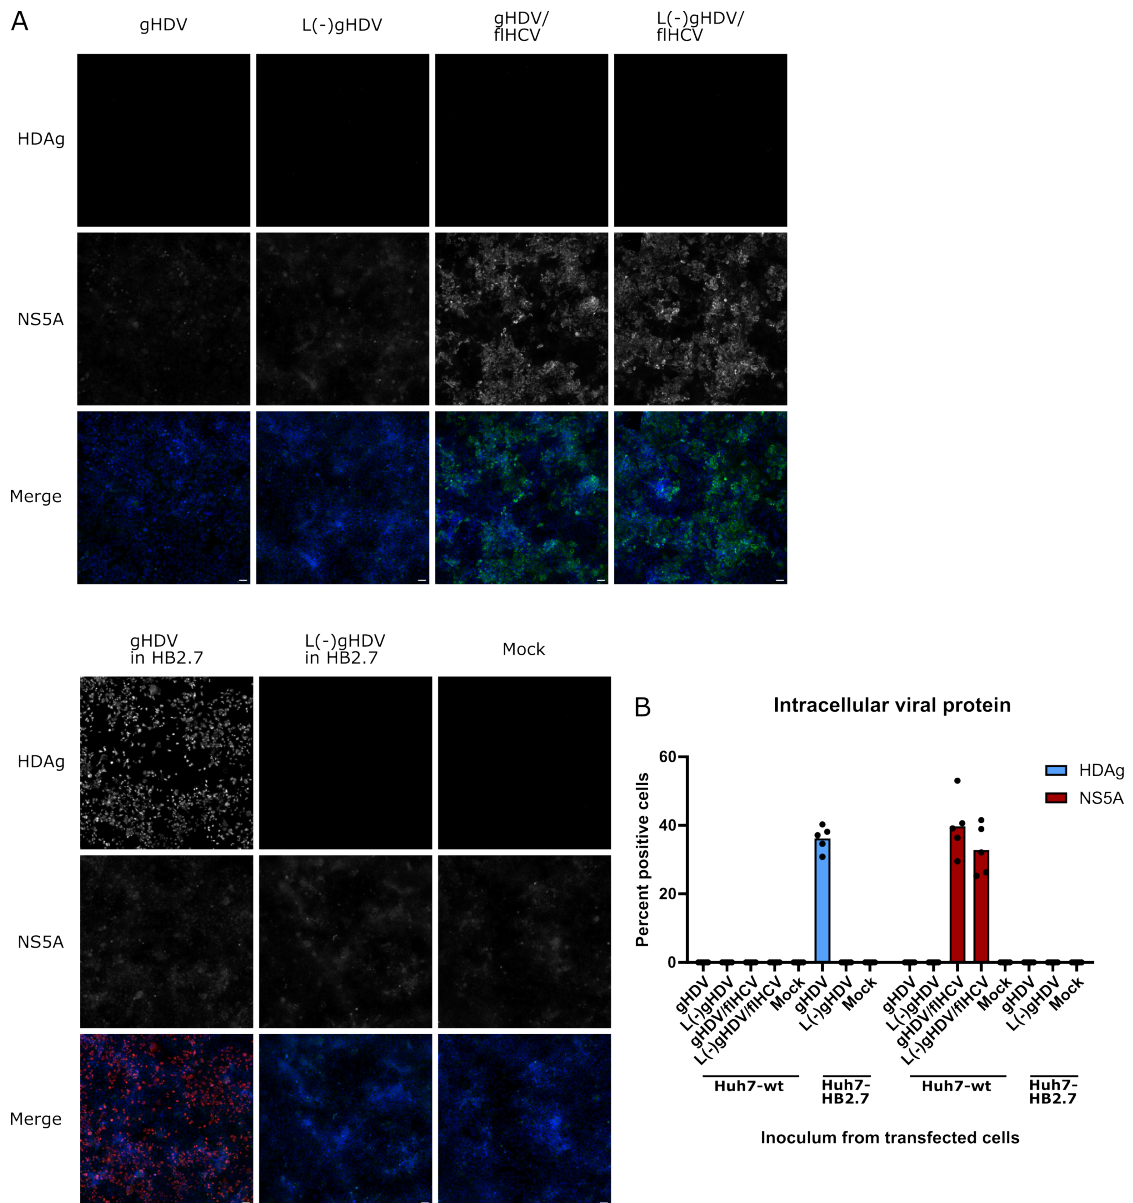 A
gHDV
L(-)gHDV
gHDV/
flHCV
L(-)gHDV/
flHCV
HDAg
NS5A
Merge
gHDV
in HB2.7
L(-)gHDV
in HB2.7
Mock
HDAg
NS5A
Merge
B
Intracellular viral protein
HDAg
NS5A
Percent positive cells
60
40
20
0
gHDV
L(-)gHDV
gHDV/flHCV
L(-)gHDV/flHCV
Mock
gHDV
L(-)gHDV
Mock
gHDV
L(-)gHDV
gHDV/flHCV
L(-)gHDV/flHCV
Mock
gHDV
L(-)gHDV
Mock
Huh7-wt
Huh7-
HB2.7
Huh7-wt
Huh7-
HB2.7
Inoculum from transfected cells